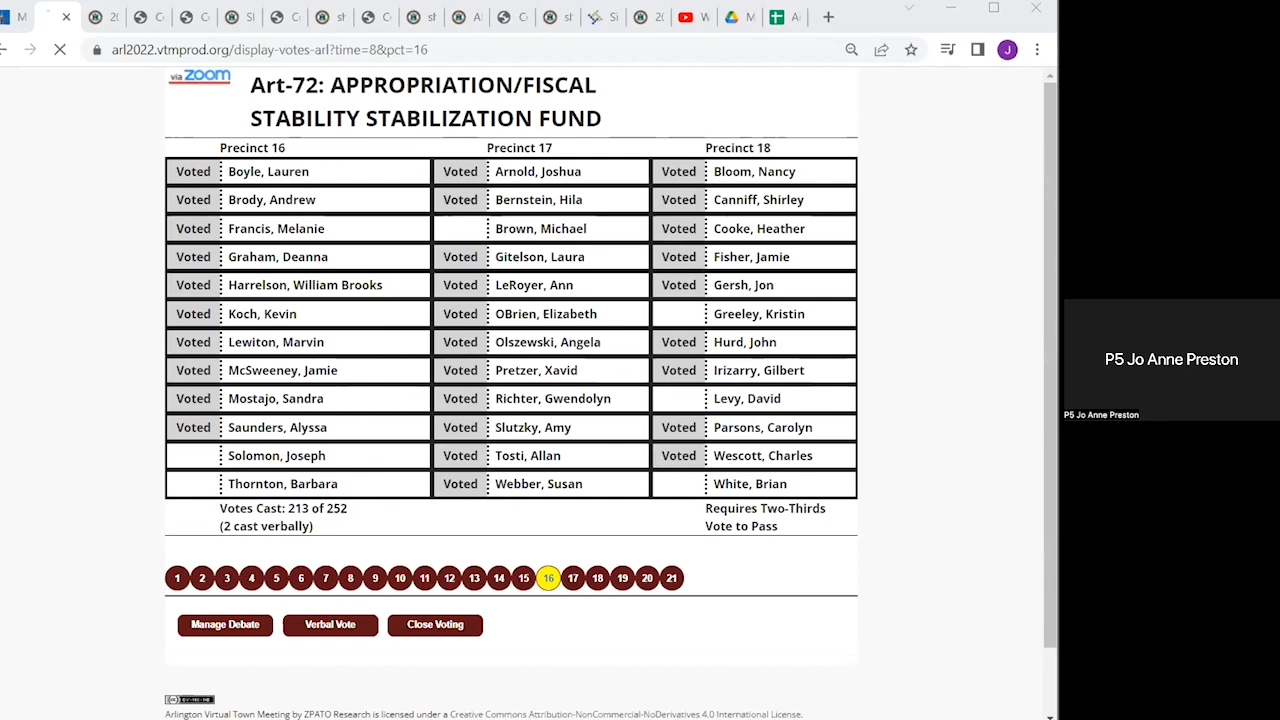 M
20
C
C
Si
C
sh
C
sh
A
C
sh
Si
20
W
M
A
arl2022.vtmprod.org/display-votes-arl?time=8&pct=16
J
via zoom
Art-72: APPROPRIATION/FISCAL
STABILITY STABILIZATION FUND
Precinct 16 Precinct 17 Precinct 18
Voted Boyle, Lauren Voted Arnold, Joshua Voted Bloom, Nancy
Voted Brody, Andrew Voted Bernstein, Hila Voted Canniff, Shirley
Voted Francis, Melanie Brown, Michael Voted Cooke, Heather
Voted Graham, Deanna Voted Gitelson, Laura Voted Fisher, Jamie
Voted Harrelson, William Brooks Voted LeRoyer, Ann Voted Gersh, Jon
Voted Koch, Kevin Voted OBrien, Elizabeth Greeley, Kristin
Voted Lewiton, Marvin Voted Olszewski, Angela Voted Hurd, John
Voted McSweeney, Jamie Voted Pretzer, Xavid Voted Irizarry, Gilbert
Voted Mostajo, Sandra Voted Richter, Gwendolyn Levy, David
Voted Saunders, Alyssa Voted Slutzky, Amy Voted Parsons, Carolyn
Solomon, Joseph Voted Tosti, Allan Voted Wescott, Charles
Thornton, Barbara Voted Webber, Susan White, Brian
Votes Cast: 213 of 252 Requires Two-Thirds
(2 cast verbally) Vote to Pass
1 2 3 4 5 6 7 8 9 10 11 12 13 14 15 16 17 18 19 20 21
Manage Debate Verbal Vote Close Voting
Arlington Virtual Town Meeting by ZPATO Research is licensed under a Creative Commons Attribution-NonCommercial-NoDerivatives 4.0 International License.
P5 Jo Anne Preston
P5 Jo Anne Preston